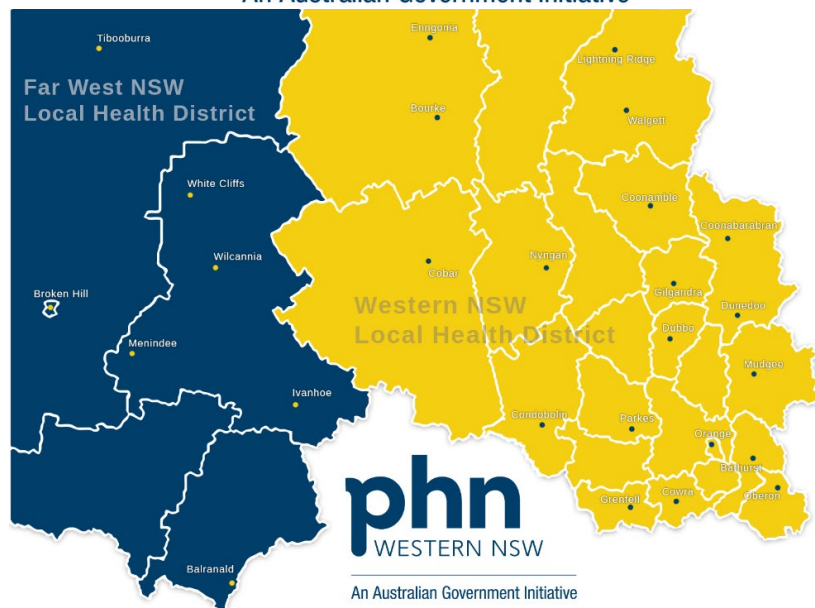 An Australian Government Initiative
Tibooburra
Enngonia
Lightning Ridge
Far West NSW
Local Health District
Bourke
Walgett
White Cliffs
Coonamble
Coonabarabran
Wilcannia
Cobar
Nyngan
Gilgandra
Broken Hill
Western NSW
Local Health District
Dunedoo
Dubbo
Menindee
Mudgee
Ivanhoe
Condobolin
Parkes
Orange
Bathurst
Oberon
Grenfell
Cowra
phn
WESTERN NSW
An Australian Government Initiative
Balranald